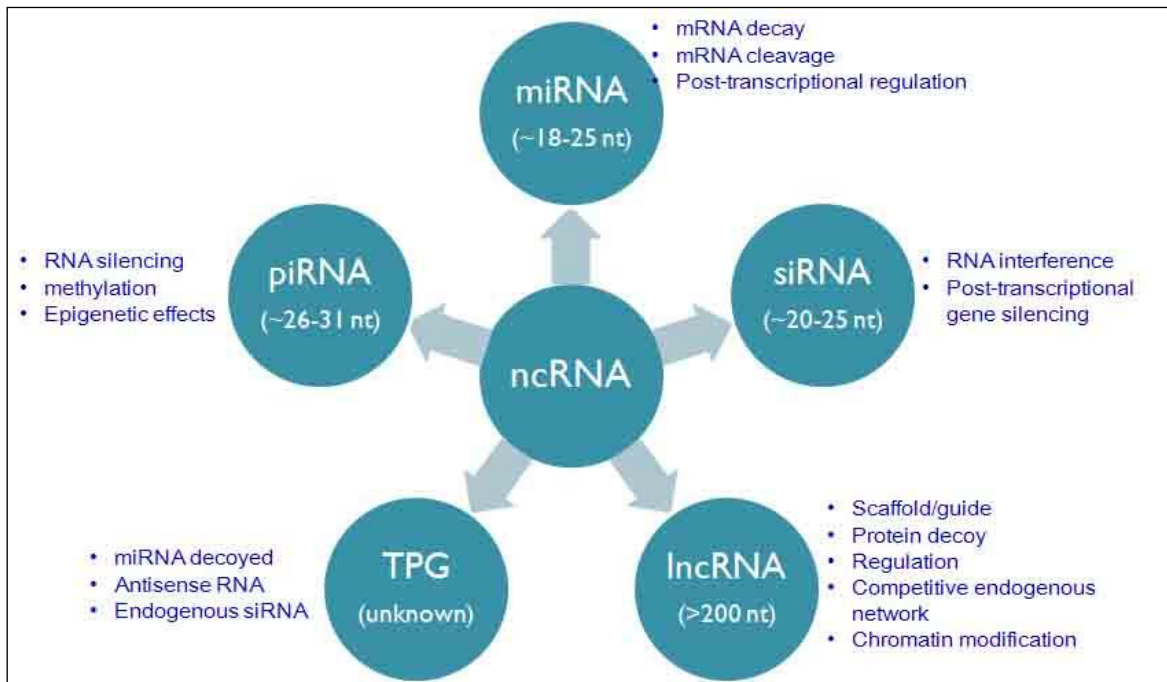 • mRNA decay
• mRNA cleavage
• Post-transcriptional regulation
miRNA
(~18-25 nt)
• RNA silencing
• methylation
• Epigenetic effects
piRNA
(~26-31 nt)
siRNA
(~20-25 nt)
• RNA interference
• Post-transcriptional
gene silencing
ncRNA
• miRNA decoyed
• Antisense RNA
• Endogenous siRNA
TPG
(unknown)
lncRNA
(>200 nt)
• Scaffold/guide
• Protein decoy
• Regulation
• Competitive endogenous
network
• Chromatin modification